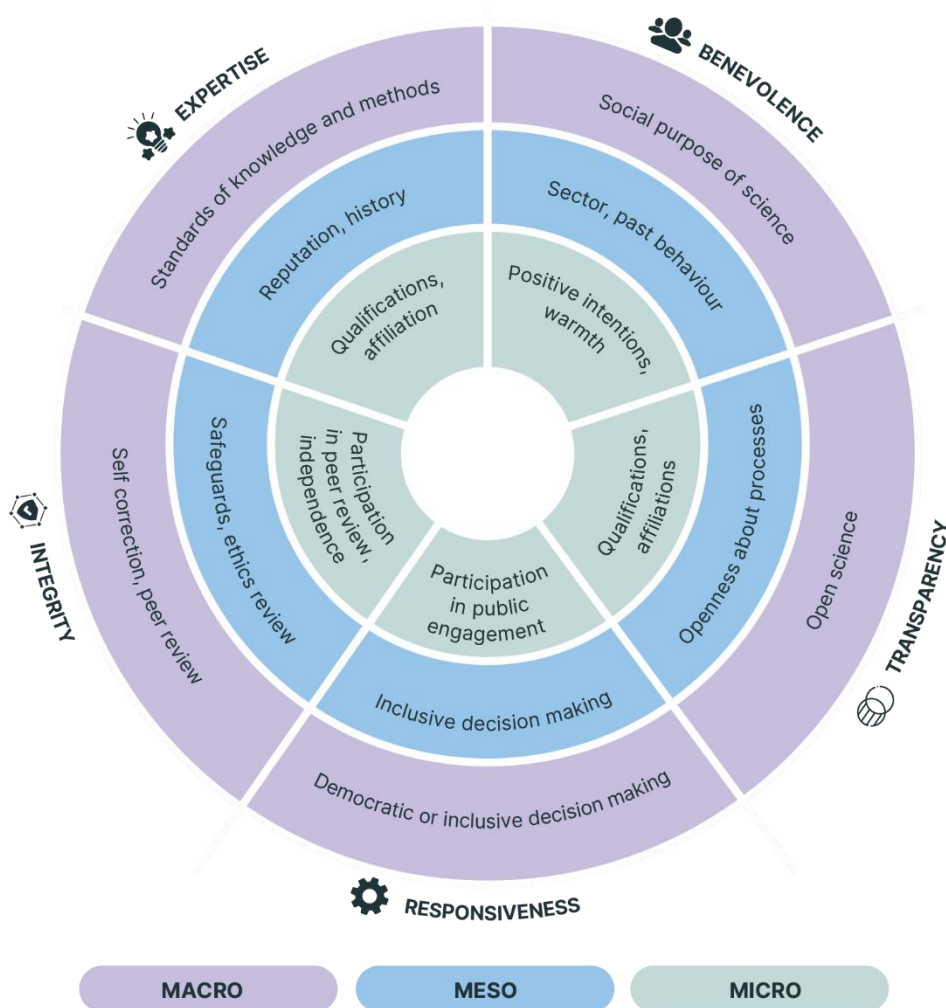 EXPERTISE
BENEVOLENCE
Standards of knowledge and methods
Social purpose of science
Reputation, history
Sector, past behaviour
Qualifications,
affiliation
Positive intentions,
warmth
Self correction, peer review
Safeguards, ethics review
Participation
in peer review,
independence
Qualifications,
affiliations
Openness about processes
Open science
INTEGRITY
TRANSPARENCY
Participation
in public
engagement
Inclusive decision making
Democratic or inclusive decision making
RESPONSIVENESS
MACRO
MESO
MICRO